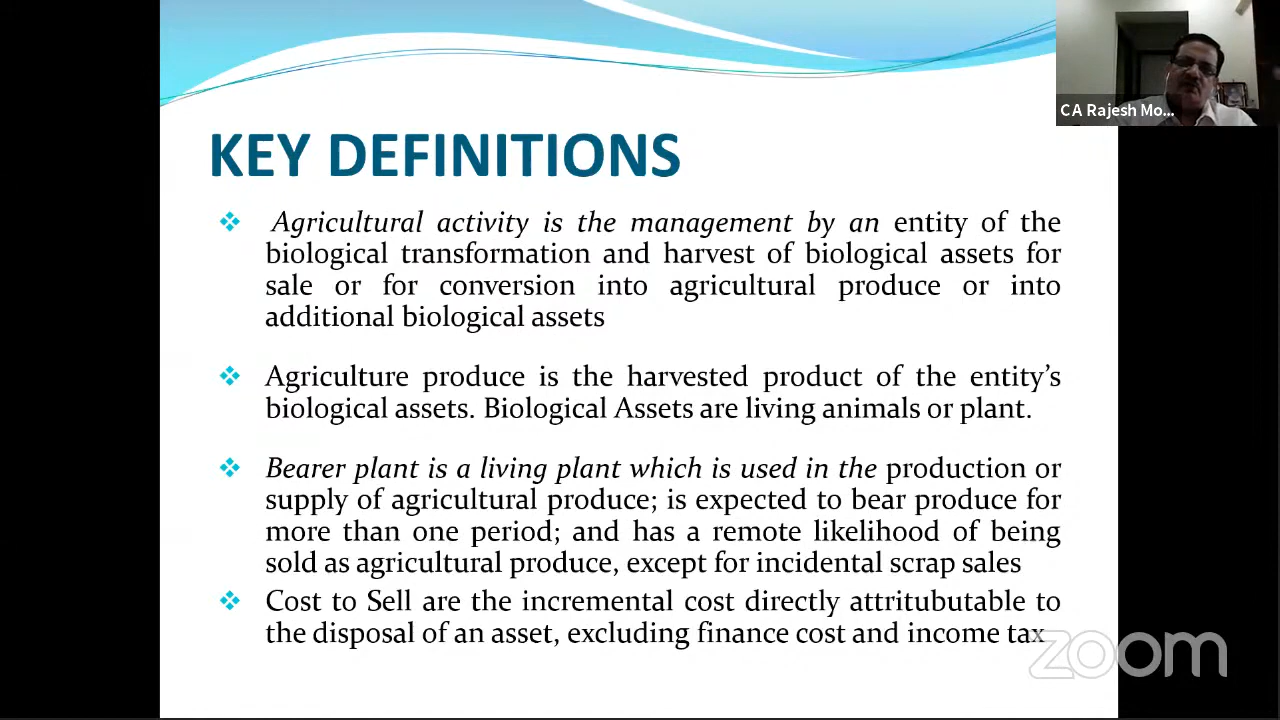 C A Rajesh Mo...
KEY DEFINITIONS
Agricultural activity is the management by an entity of the
biological transformation and harvest of biological assets for
sale or for conversion into agricultural produce or into
additional biological assets
Agriculture produce is the harvested product of the entity’s
biological assets. Biological Assets are living animals or plant.
Bearer plant is a living plant which is used in the production or
supply of agricultural produce; is expected to bear produce for
more than one period; and has a remote likelihood of being
sold as agricultural produce, except for incidental scrap sales
Cost to Sell are the incremental cost directly attritubutable to
the disposal of an asset, excluding finance cost and income tax
zoom